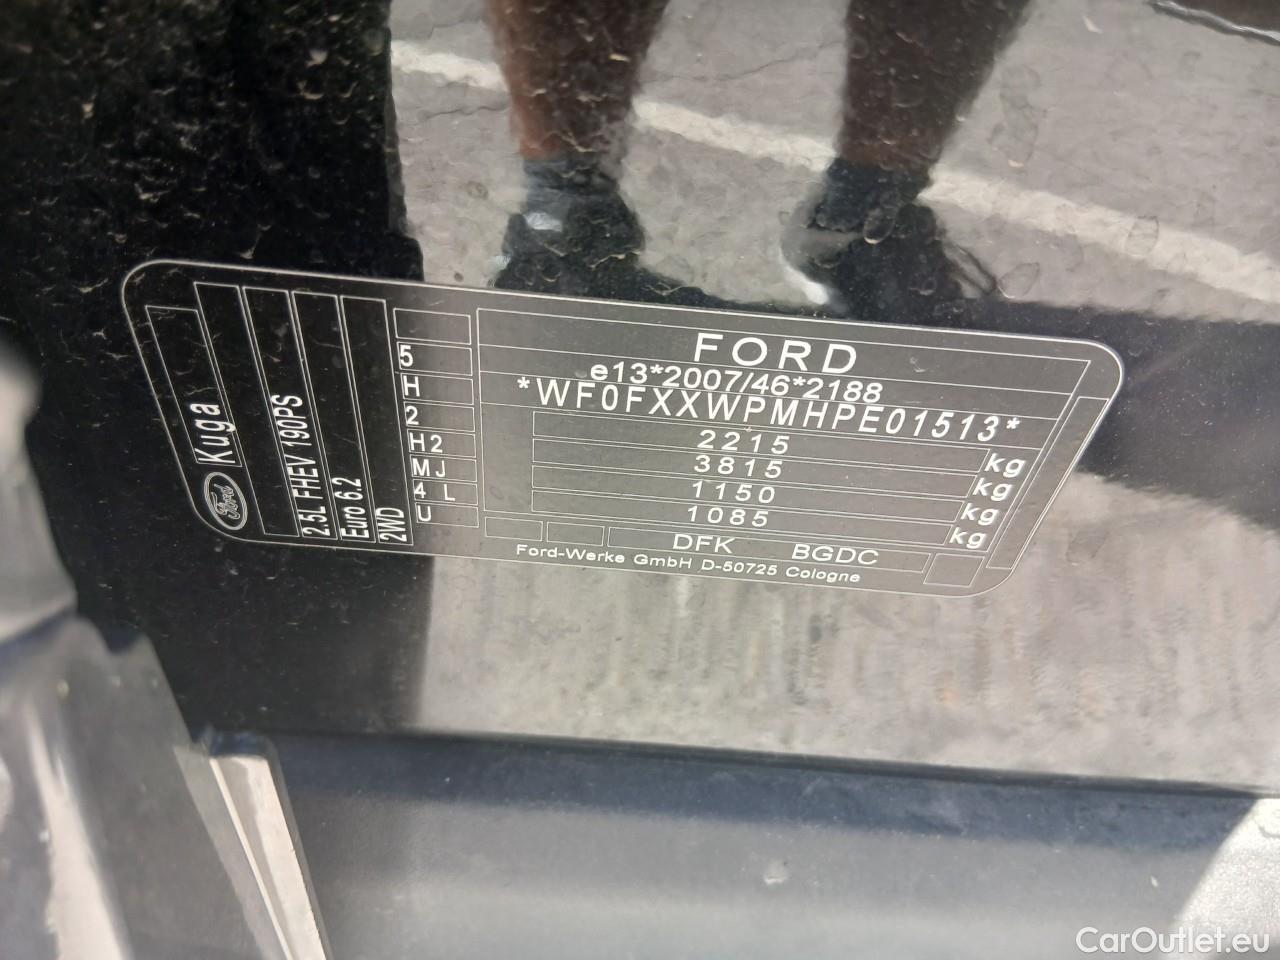 FORD
e13*2007/46*2188
*WF0FXXWPMHPE01513*
2215 kg
3815 kg
1150 kg
1085 kg
DFK BGDC
Ford-Werke GmbH D-50725 Cologne
5
H
2
H2
MJ
4 L
U
Ford Kuga
2.5L FHEV 190PS
Euro 6.2
2WD
CarOutlet.eu